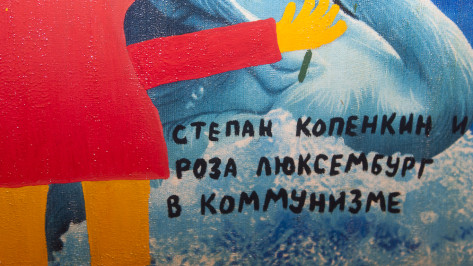 СТЕПАН КОПЕНКИН И
РОЗА ЛЮКСЕМБУРГ
В КОММУНИЗМЕ